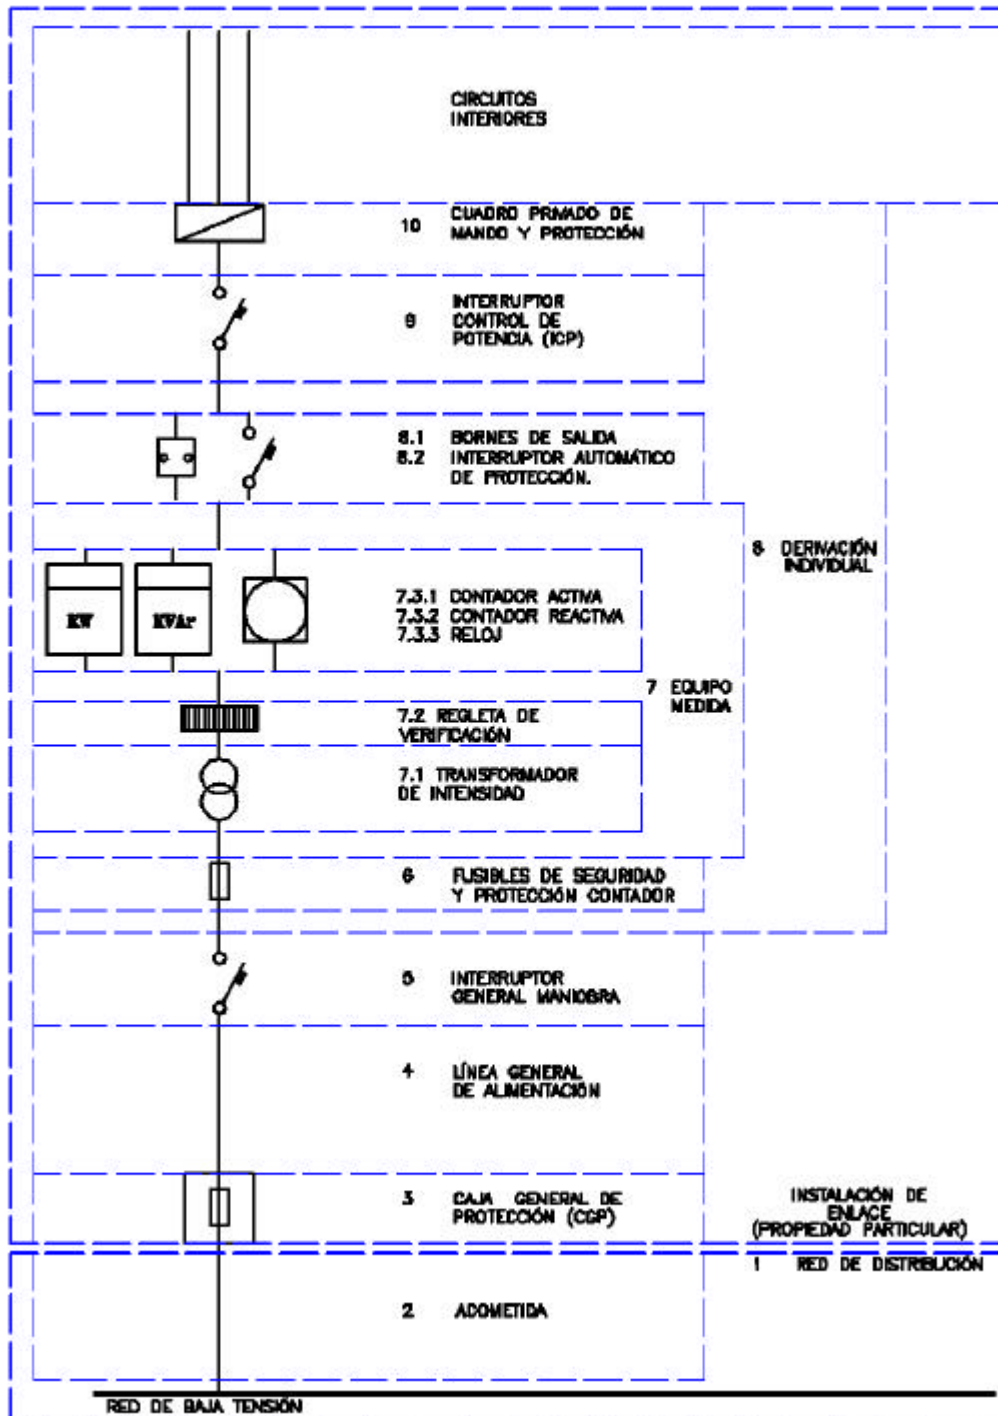 CIRCUITOS
INTERIORES
10 CUADRO PRIVADO DE
MANDO Y PROTECCIÓN
9 INTERRUPTOR
CONTROL DE
POTENCIA (ICP)
8.1 BORNES DE SALIDA
8.2 INTERRUPTOR AUTOMÁTICO
DE PROTECCIÓN.
8 DERIVACIÓN
INDIVIDUAL
KW
KVAr
7.3.1 CONTADOR ACTIVA
7.3.2 CONTADOR REACTIVA
7.3.3 RELOJ
7 EQUIPO
MEDIDA
7.2 REGLETA DE
VERIFICACIÓN
7.1 TRANSFORMADOR
DE INTENSIDAD
6 FUSIBLES DE SEGURIDAD
Y PROTECCIÓN CONTADOR
5 INTERRUPTOR
GENERAL MANIOBRA
4 LÍNEA GENERAL
DE ALIMENTACIÓN
3 CAJA GENERAL DE
PROTECCIÓN (CGP)
INSTALACIÓN DE
ENLACE
(PROPIEDAD PARTICULAR)
1 RED DE DISTRIBUCIÓN
2 ACOMETIDA
RED DE BAJA TENSIÓN